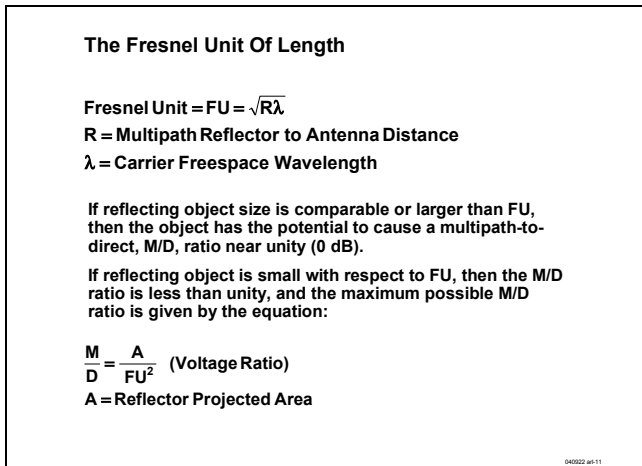 The Fresnel Unit Of Length
Fresnel Unit = FU = √Rλ
R = Multipath Reflector to Antenna Distance
λ = Carrier Freespace Wavelength
If reflecting object size is comparable or larger than FU,
then the object has the potential to cause a multipath-to-
direct, M/D, ratio near unity (0 dB).
If reflecting object is small with respect to FU, then the M/D
ratio is less than unity, and the maximum possible M/D
ratio is given by the equation:
M/D = A/FU² (Voltage Ratio)
A = Reflector Projected Area
040922 arl-11